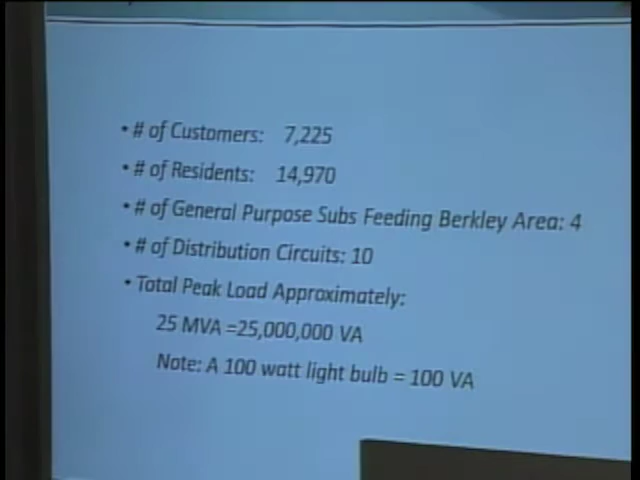 • # of Customers: 7,225
• # of Residents: 14,970
• # of General Purpose Subs Feeding Berkley Area: 4
• # of Distribution Circuits: 10
• Total Peak Load Approximately:
25 MVA =25,000,000 VA
Note: A 100 watt light bulb = 100 VA